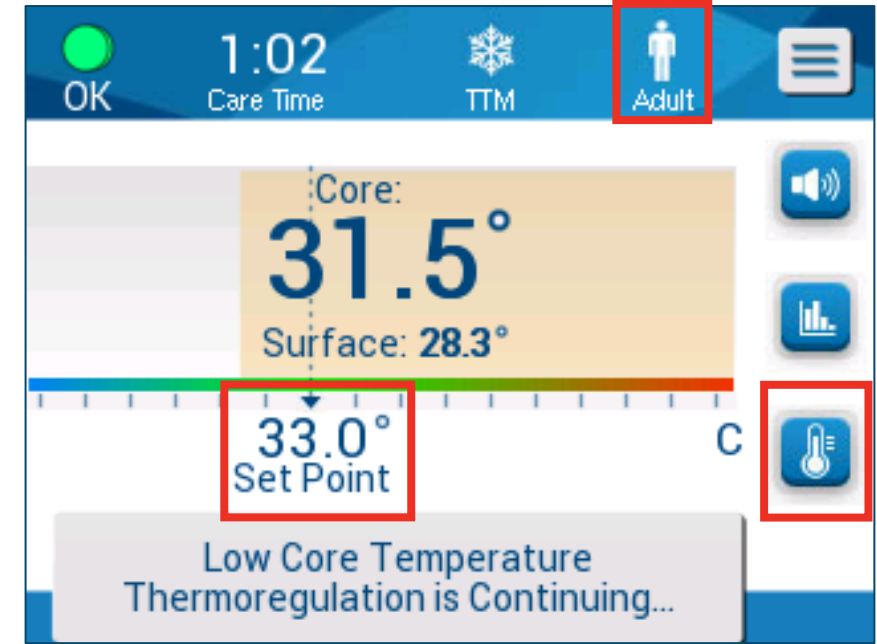 OK
1:02
Care Time
TTM
Adult
Core:
31.5°
Surface: 28.3°
33.0°
Set Point
C
Low Core Temperature
Thermoregulation is Continuing...